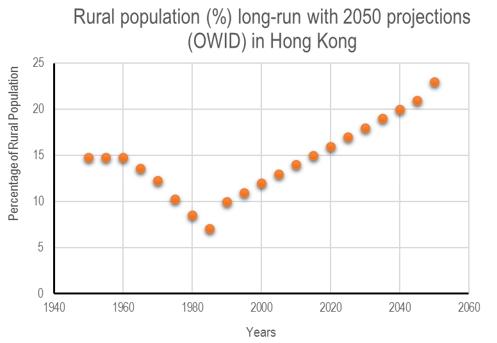 Rural population (%) long-run with 2050 projections
(OWID) in Hong Kong
Percentage of Rural Population
25
20
15
10
5
0
1940 1960 1980 2000 2020 2040 2060
Years